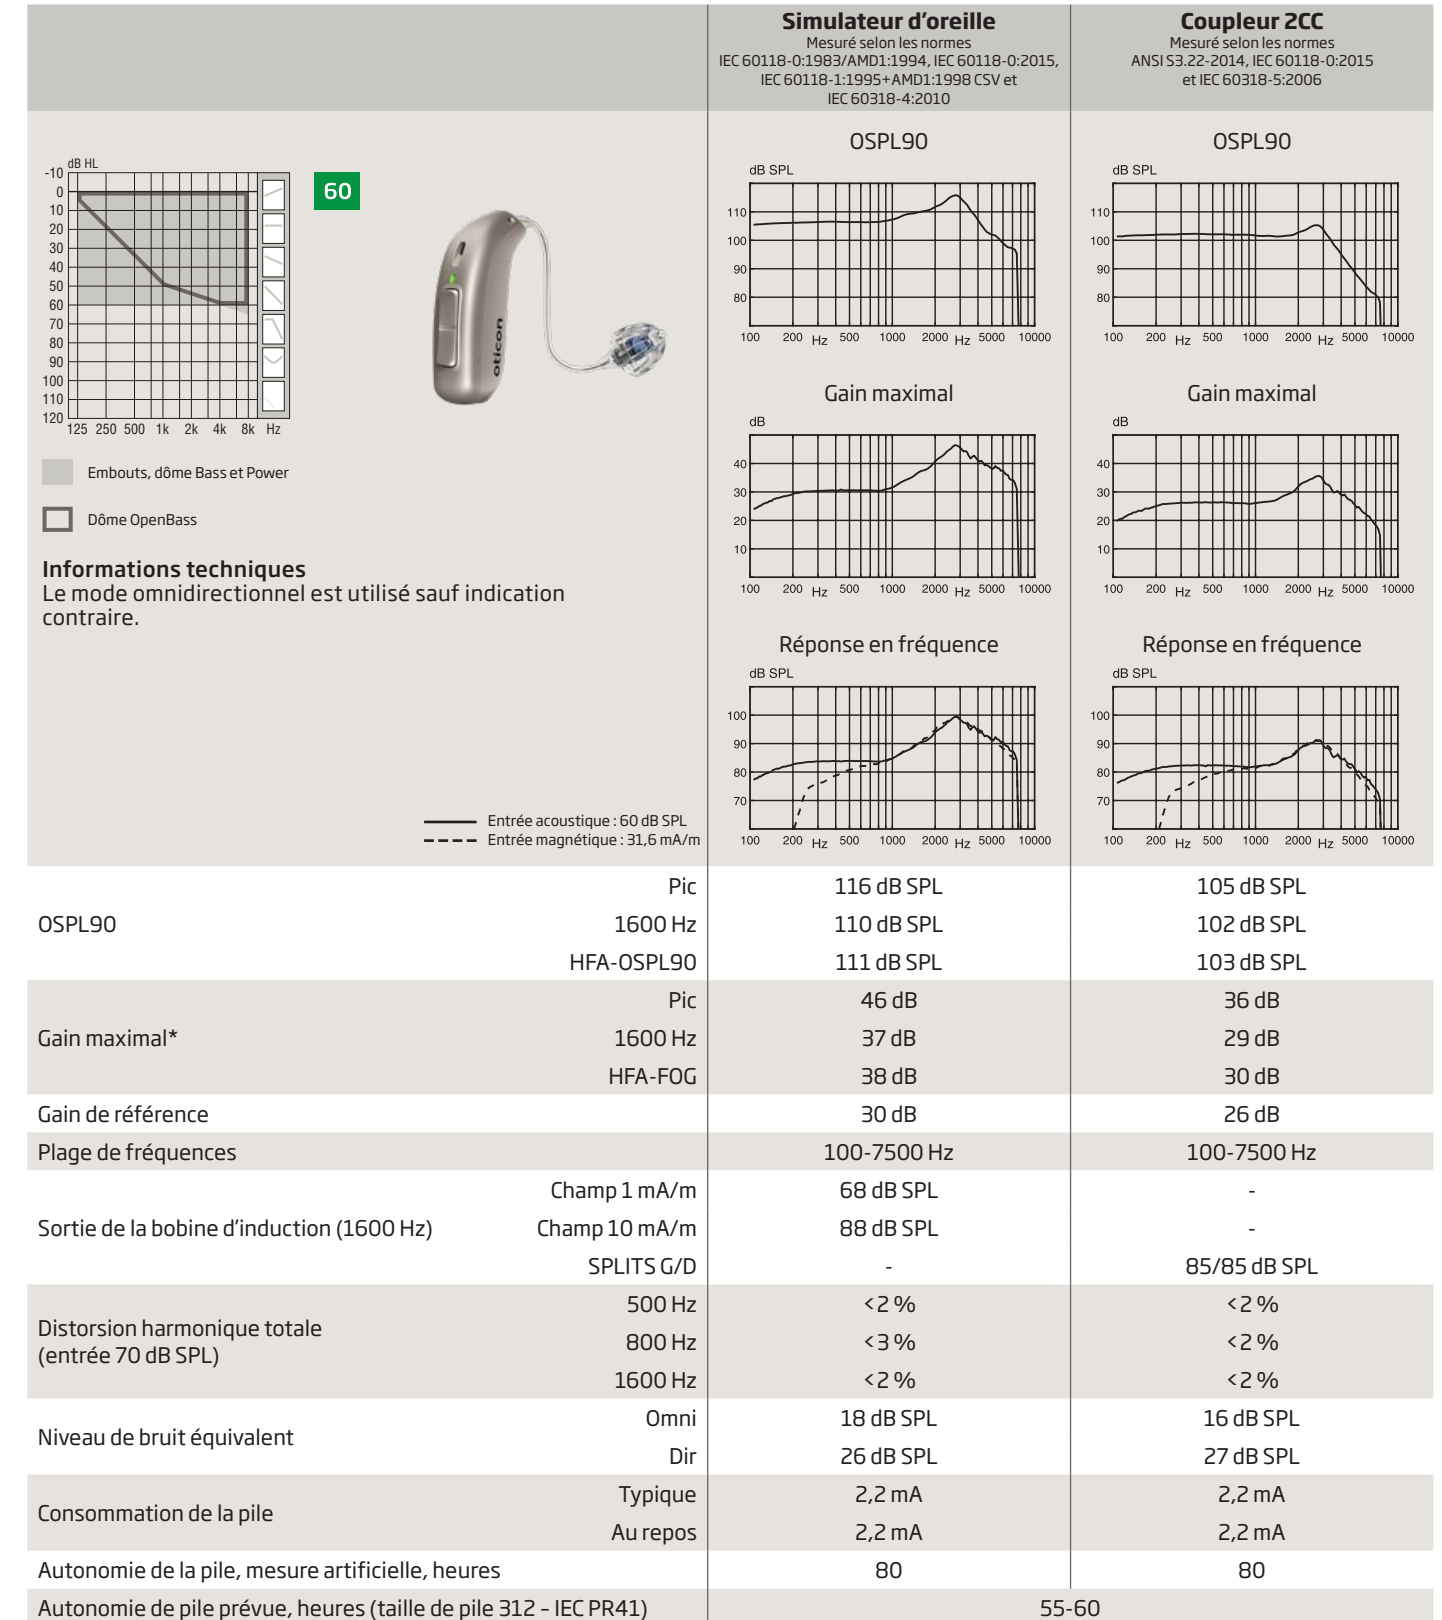 Simulateur d'oreille
Mesuré selon les normes
IEC 60118-0:1983/AMD1:1994, IEC 60118-0:2015,
IEC 60118-1:1995+AMD1:1998 CSV et
IEC 60318-4:2010
Coupleur 2CC
Mesuré selon les normes
ANSI S3.22-2014, IEC 60118-0:2015
et IEC 60318-5:2006
dB HL
-10
0
10
20
30
40
50
60
70
80
90
100
110
120
125 250 500 1k 2k 4k 8k Hz
60
oticon
Embouts, dôme Bass et Power
Dôme OpenBass
Informations techniques
Le mode omnidirectionnel est utilisé sauf indication
contraire.
Entrée acoustique : 60 dB SPL
Entrée magnétique : 31,6 mA/m
OSPL90
dB SPL
110
100
90
80
100 200 Hz 500 1000 2000 Hz 5000 10000
OSPL90
dB SPL
110
100
90
80
100 200 Hz 500 1000 2000 Hz 5000 10000
Gain maximal
dB
40
30
20
10
100 200 Hz 500 1000 2000 Hz 5000 10000
Gain maximal
dB
40
30
20
10
100 200 Hz 500 1000 2000 Hz 5000 10000
Réponse en fréquence
dB SPL
100
90
80
70
100 200 Hz 500 1000 2000 Hz 5000 10000
Réponse en fréquence
dB SPL
100
90
80
70
100 200 Hz 500 1000 2000 Hz 5000 10000
OSPL90
Pic 116 dB SPL 105 dB SPL
1600 Hz 110 dB SPL 102 dB SPL
HFA-OSPL90 111 dB SPL 103 dB SPL
Gain maximal*
Pic 46 dB 36 dB
1600 Hz 37 dB 29 dB
HFA-FOG 38 dB 30 dB
Gain de référence 30 dB 26 dB
Plage de fréquences 100-7500 Hz 100-7500 Hz
Sortie de la bobine d'induction (1600 Hz)
Champ 1 mA/m 68 dB SPL -
Champ 10 mA/m 88 dB SPL -
SPLITS G/D - 85/85 dB SPL
Distorsion harmonique totale
(entrée 70 dB SPL)
500 Hz <2 % <2 %
800 Hz <3 % <2 %
1600 Hz <2 % <2 %
Niveau de bruit équivalent
Omni 18 dB SPL 16 dB SPL
Dir 26 dB SPL 27 dB SPL
Consommation de la pile
Typique 2,2 mA 2,2 mA
Au repos 2,2 mA 2,2 mA
Autonomie de la pile, mesure artificielle, heures 80 80
Autonomie de pile prévue, heures (taille de pile 312 – IEC PR41) 55-60